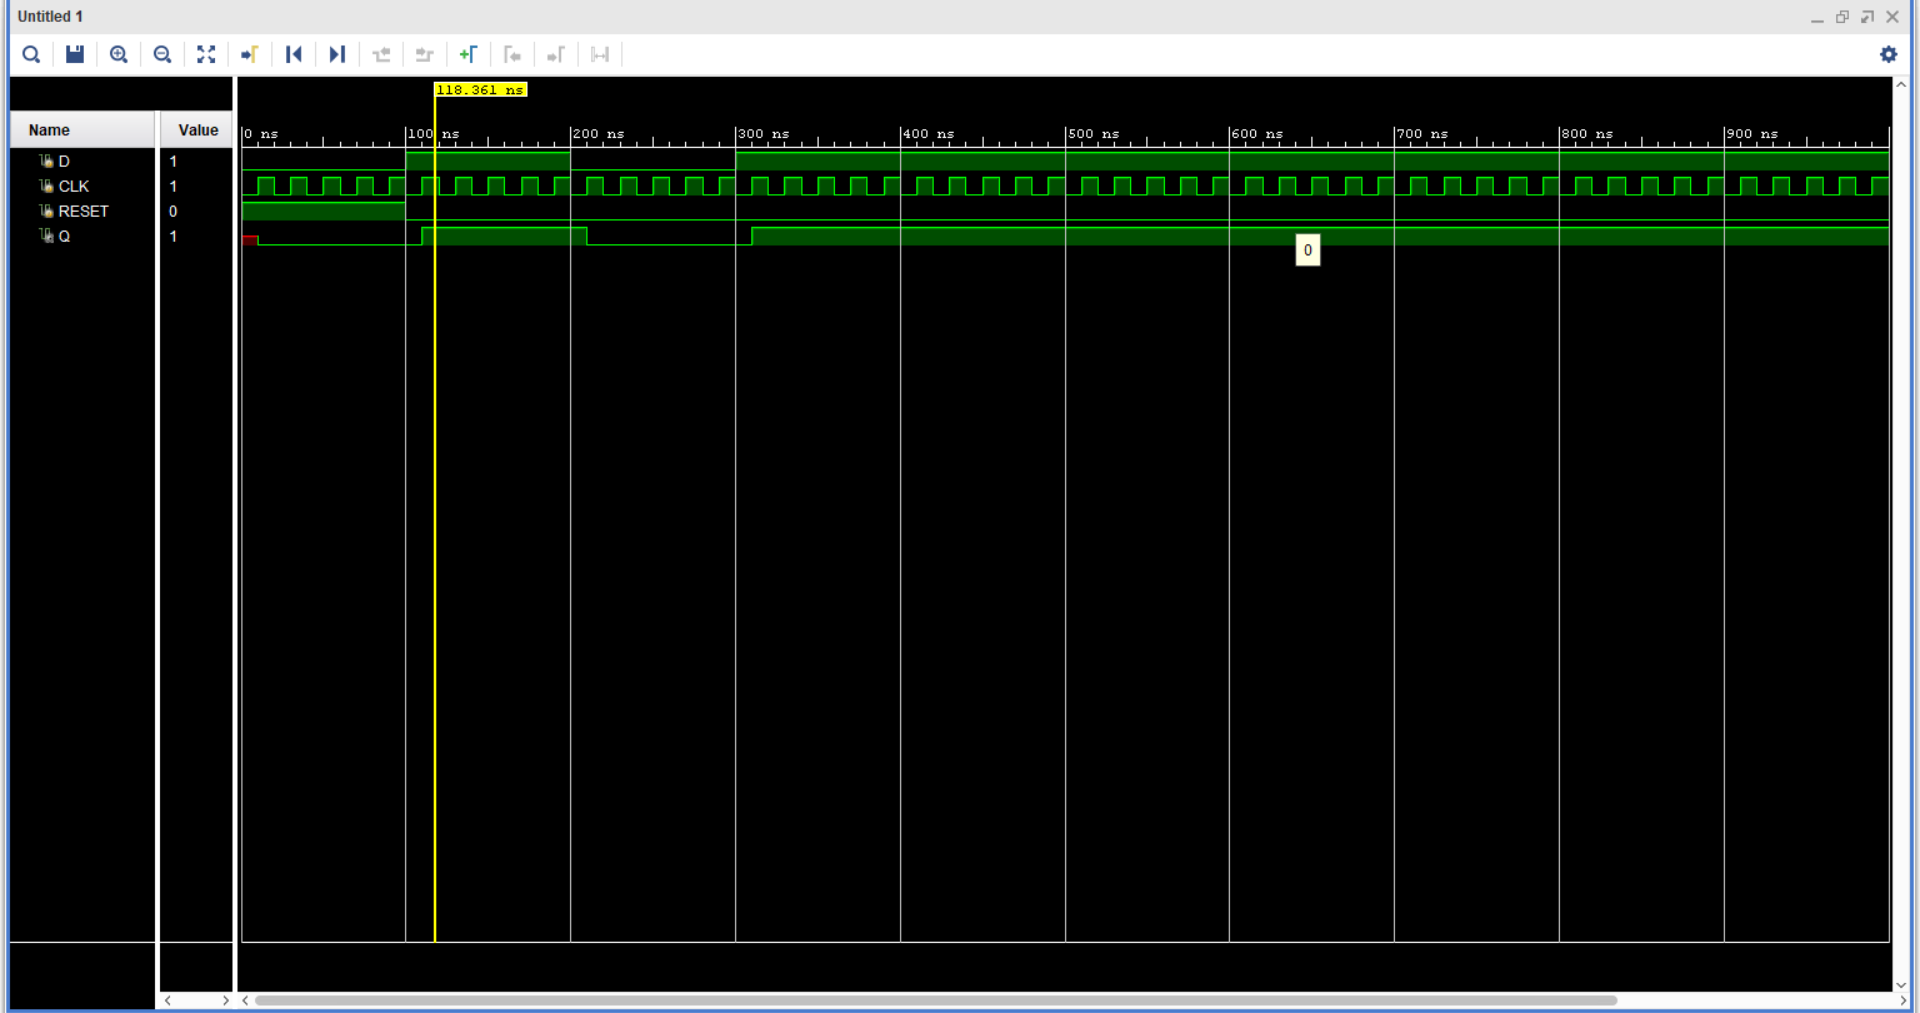 Untitled 1
118.361 ns
Name Value
0 ns 100 ns 200 ns 300 ns 400 ns 500 ns 600 ns 700 ns 800 ns 900 ns
D 1
CLK 1
RESET 0
Q 1
0